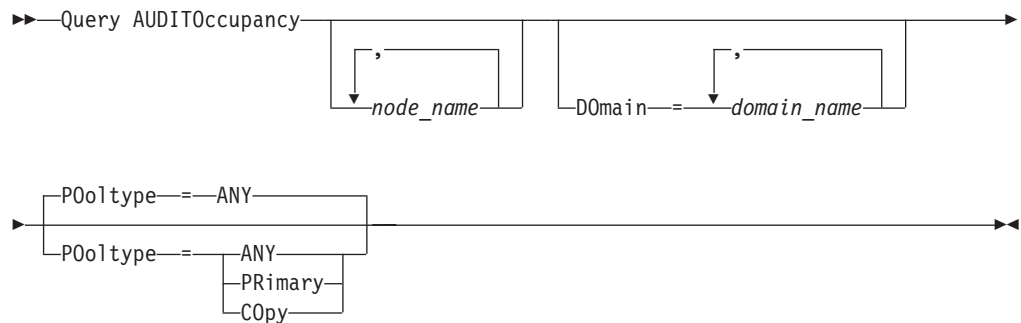 Query AUDITOccupancy
,
node_name
DOmain = 
,
domain_name
POoltype = ANY
POoltype = ANY
PRimary
COpy